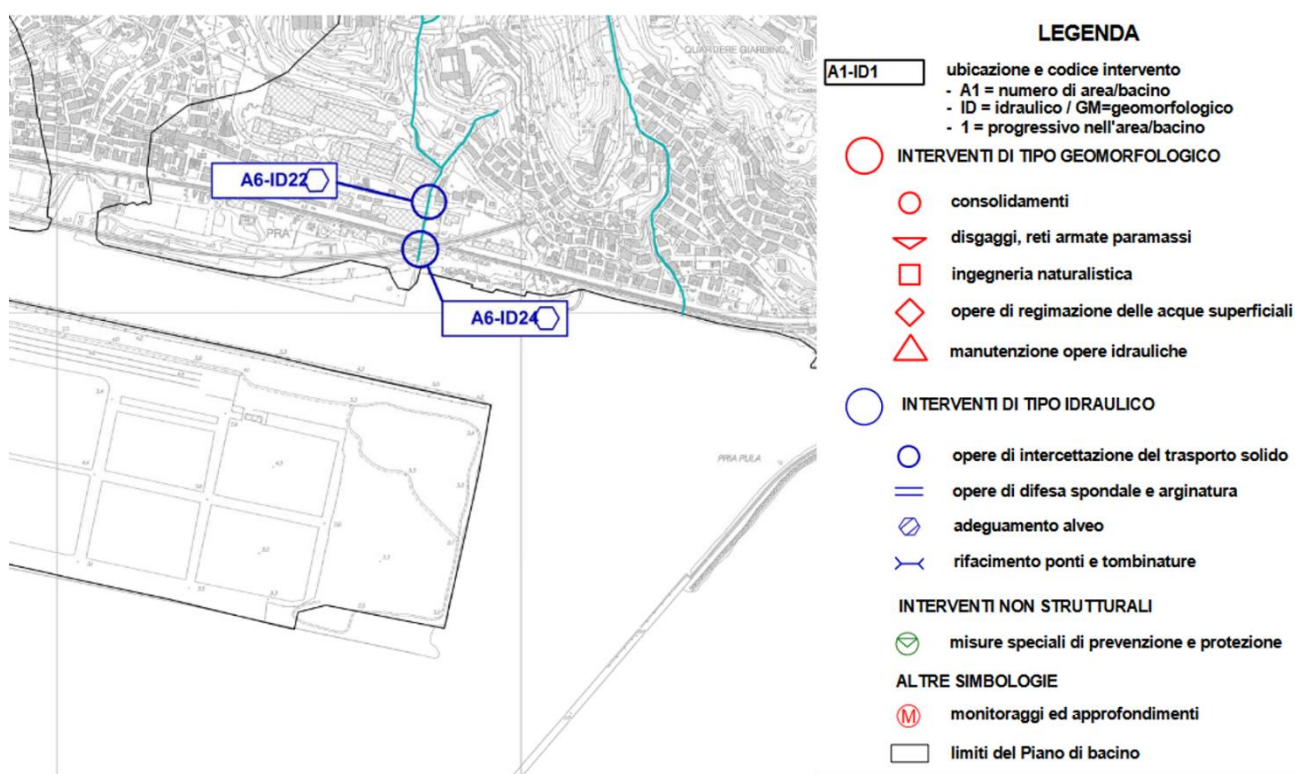 QUARTIERE GIARDINO
A6-ID22
PRA'
A6-ID24
PRIA PULA
LEGENDA
A1-ID1
ubicazione e codice intervento
- A1 = numero di area/bacino
- ID = idraulico / GM=geomorfologico
- 1 = progressivo nell'area/bacino
INTERVENTI DI TIPO GEOMORFOLOGICO
consolidamenti
disgaggi, reti armate paramassi
ingegneria naturalistica
opere di regimazione delle acque superficiali
manutenzione opere idrauliche
INTERVENTI DI TIPO IDRAULICO
opere di intercettazione del trasporto solido
opere di difesa spondale e arginatura
adeguamento alveo
rifacimento ponti e tombinature
INTERVENTI NON STRUTTURALI
misure speciali di prevenzione e protezione
ALTRE SIMBOLOGIE
M
monitoraggi ed approfondimenti
limiti del Piano di bacino